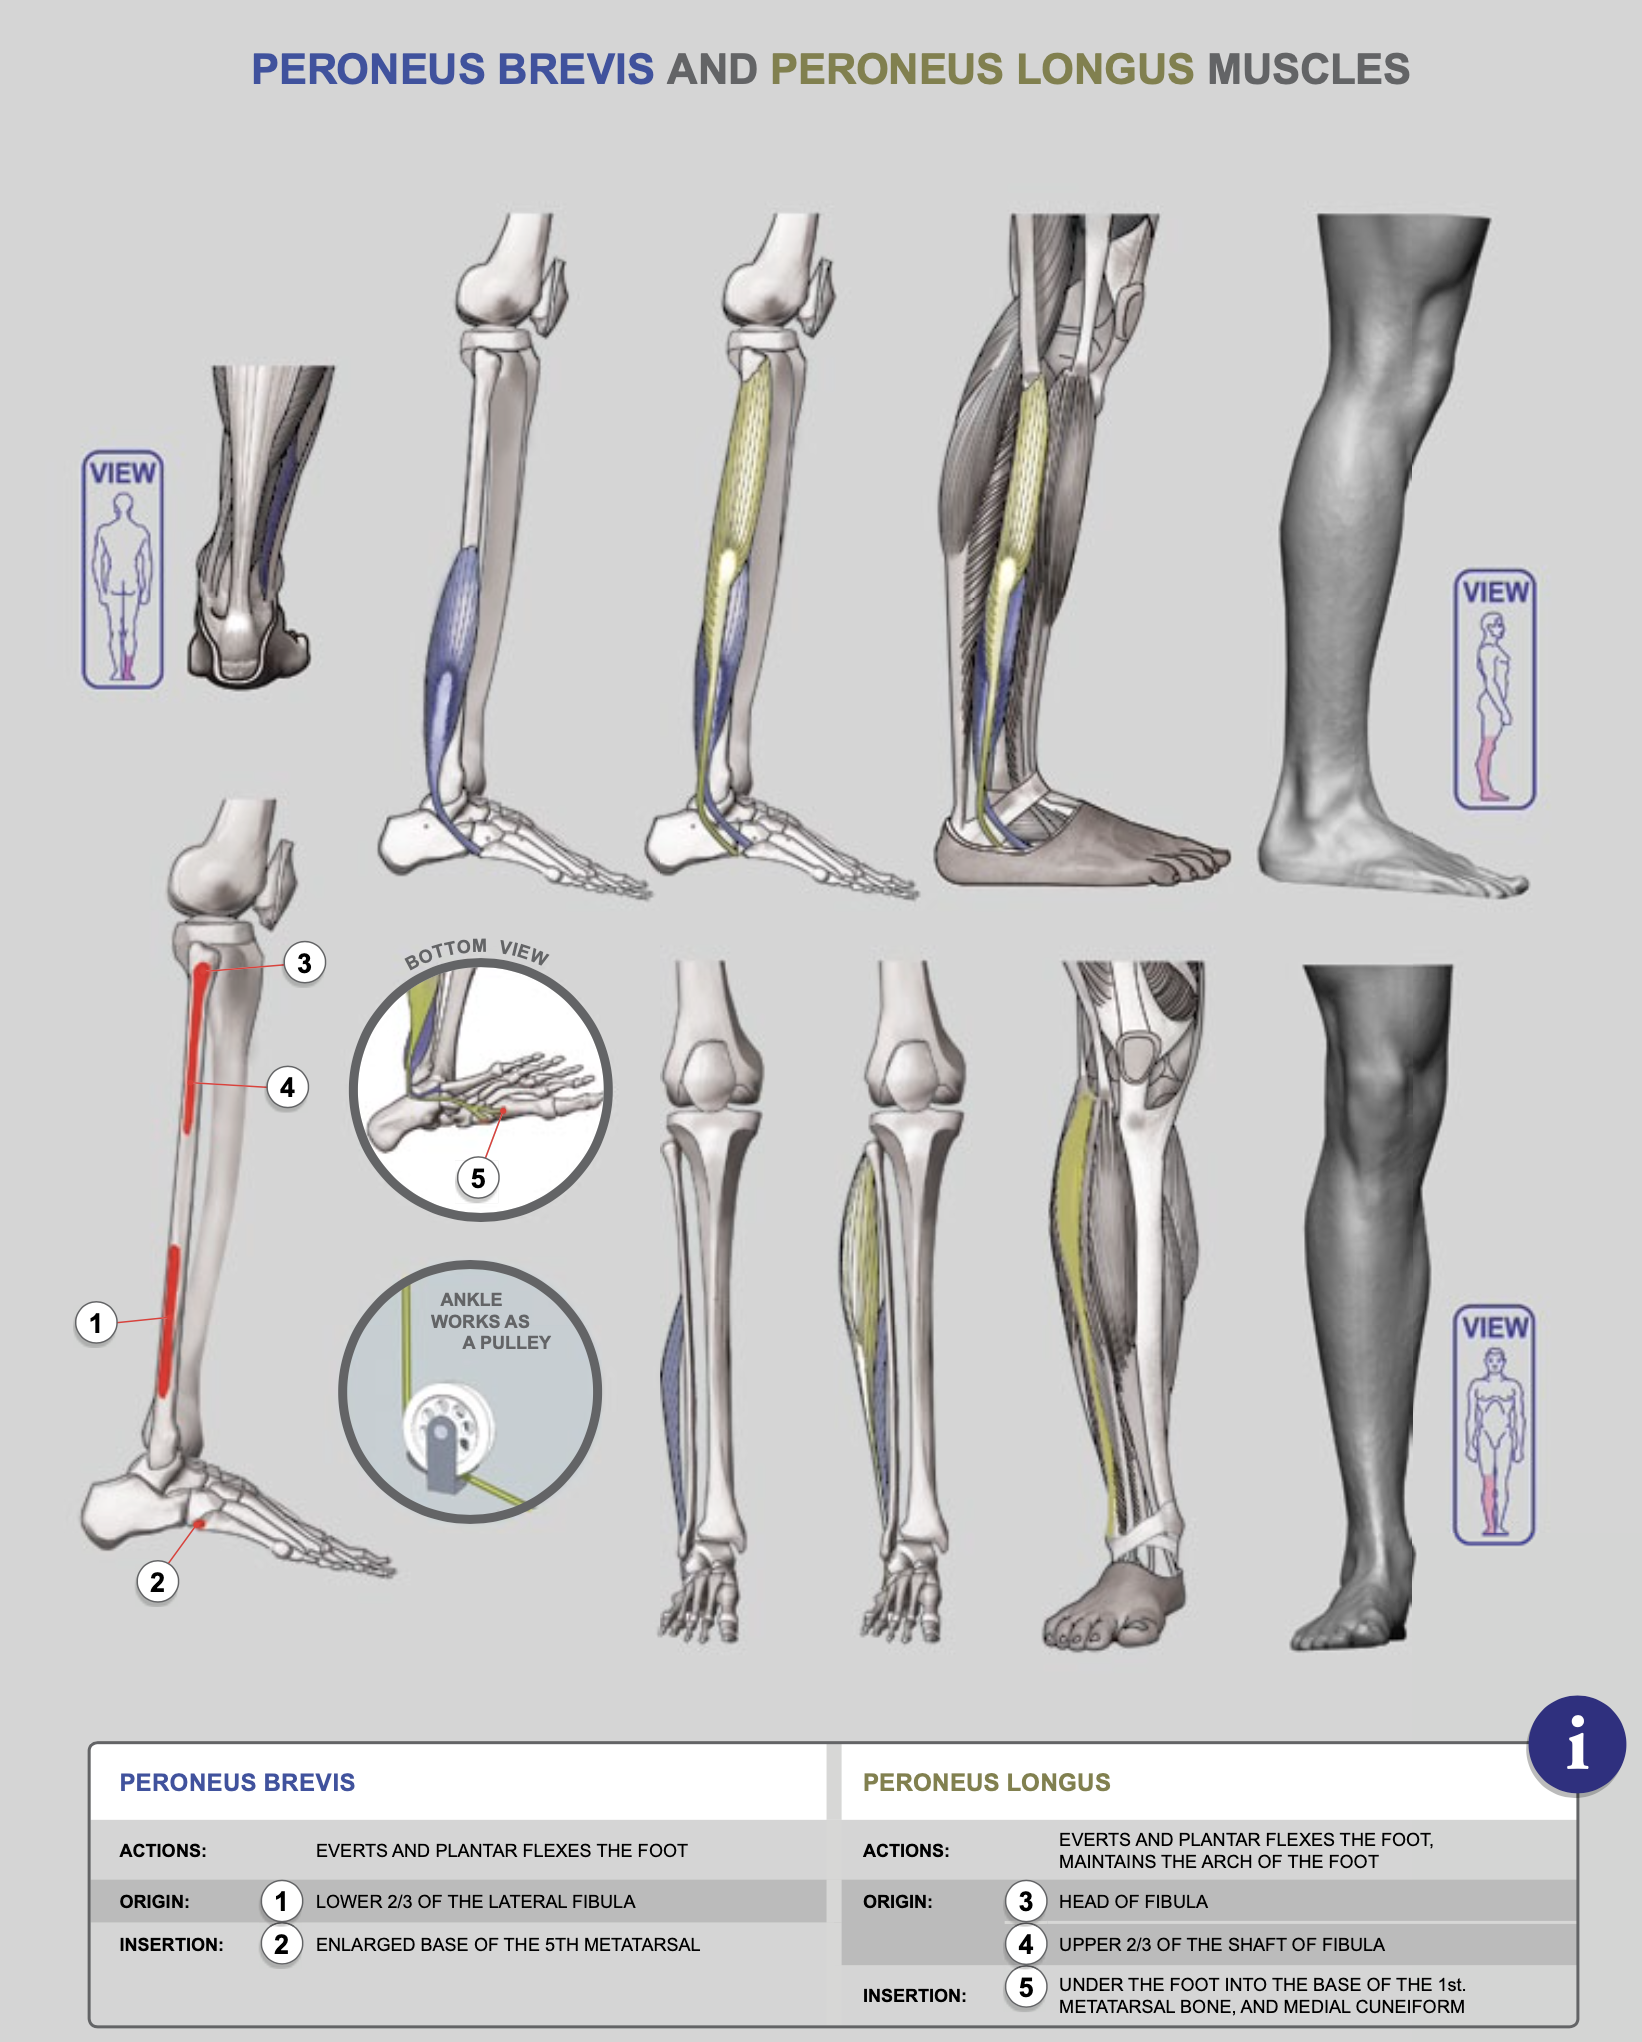 PERONEUS BREVIS AND PERONEUS LONGUS MUSCLES
VIEW
VIEW
3
4
1
2
BOTTOM VIEW
5
ANKLE
WORKS AS
A PULLEY
VIEW
i
PERONEUS BREVIS
ACTIONS: EVERTS AND PLANTAR FLEXES THE FOOT
ORIGIN: 1 LOWER 2/3 OF THE LATERAL FIBULA
INSERTION: 2 ENLARGED BASE OF THE 5TH METATARSAL
PERONEUS LONGUS
ACTIONS: EVERTS AND PLANTAR FLEXES THE FOOT,
MAINTAINS THE ARCH OF THE FOOT
ORIGIN: 3 HEAD OF FIBULA
4 UPPER 2/3 OF THE SHAFT OF FIBULA
INSERTION: 5 UNDER THE FOOT INTO THE BASE OF THE 1st.
METATARSAL BONE, AND MEDIAL CUNEIFORM